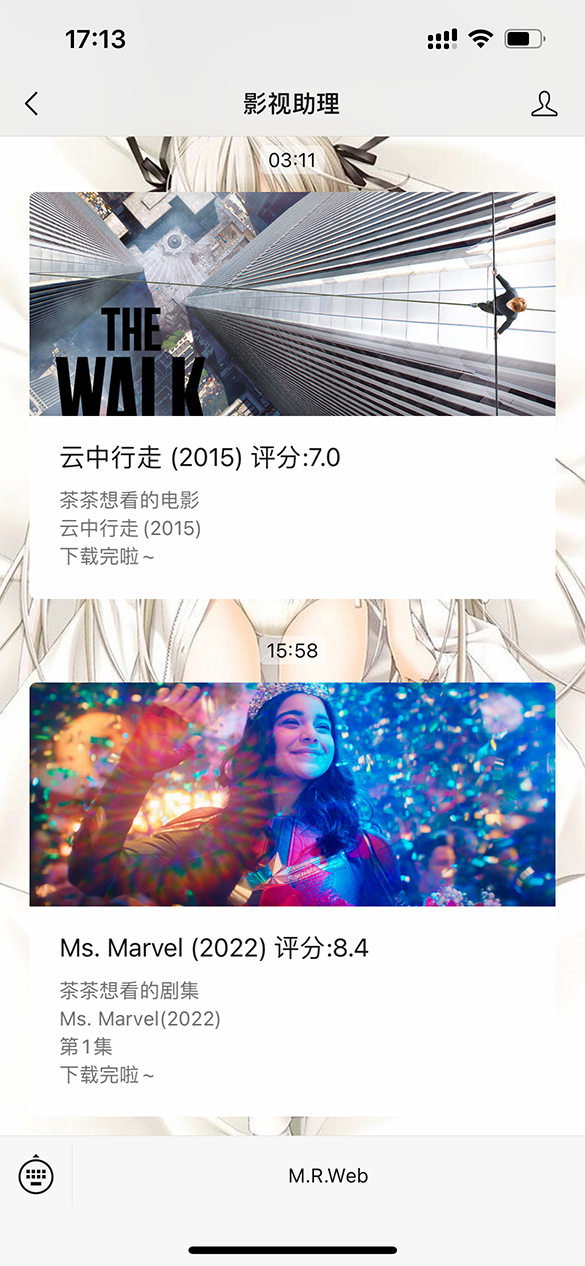 17:13
影视助理
03:11
THE
WALK
云中行走 (2015) 评分:7.0
茶茶想看的电影
云中行走 (2015)
下载完啦~
15:58
Ms. Marvel (2022) 评分:8.4
茶茶想看的剧集
Ms. Marvel(2022)
第1集
下载完啦~
M.R.Web